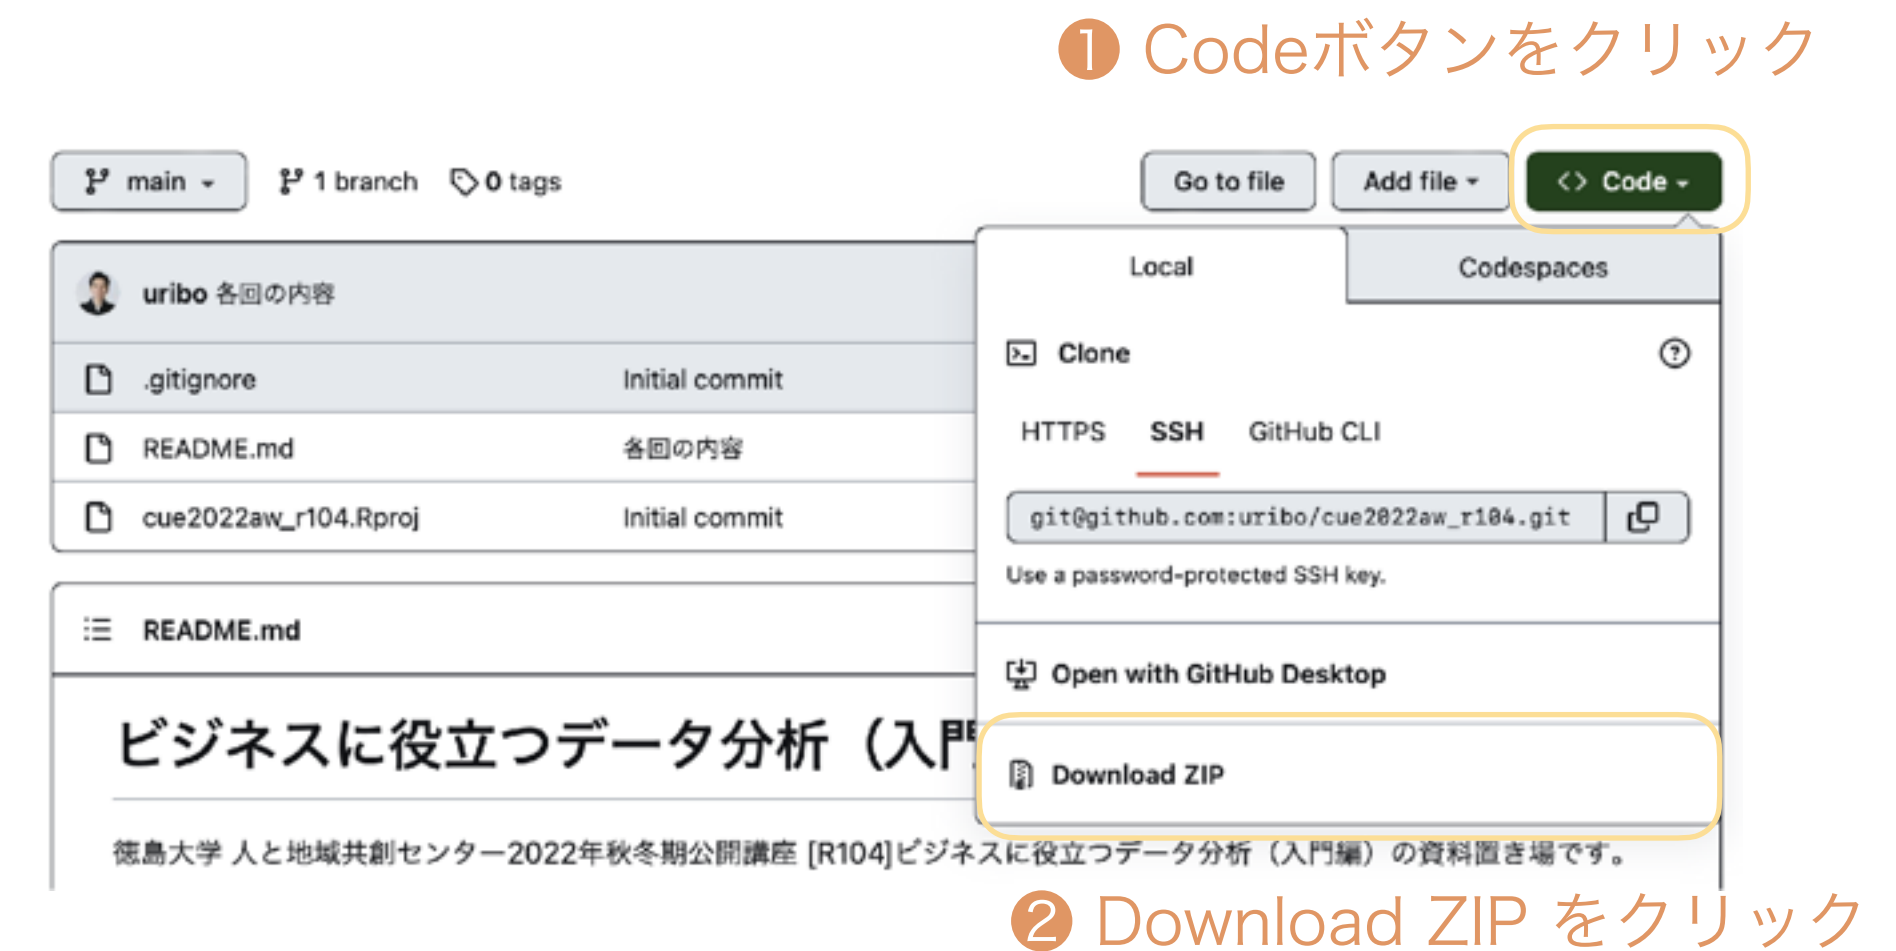 ❶ Codeボタンをクリック
main 1 branch 0 tags Go to file Add file <> Code
Local Codespaces
uribo 各回の内容
Clone
.gitignore Initial commit
HTTPS SSH GitHub CLI
README.md 各回の内容
cue2022aw_r104.Rproj Initial commit
git@github.com:uribo/cue2022aw_r104.git
Use a password-protected SSH key.
README.md
Open with GitHub Desktop
ビジネスに役立つデータ分析（入門
Download ZIP
徳島大学 人と地域共創センター2022年秋冬期公開講座 [R104]ビジネスに役立つデータ分析（入門編）の資料置き場です。
❷ Download ZIP をクリック